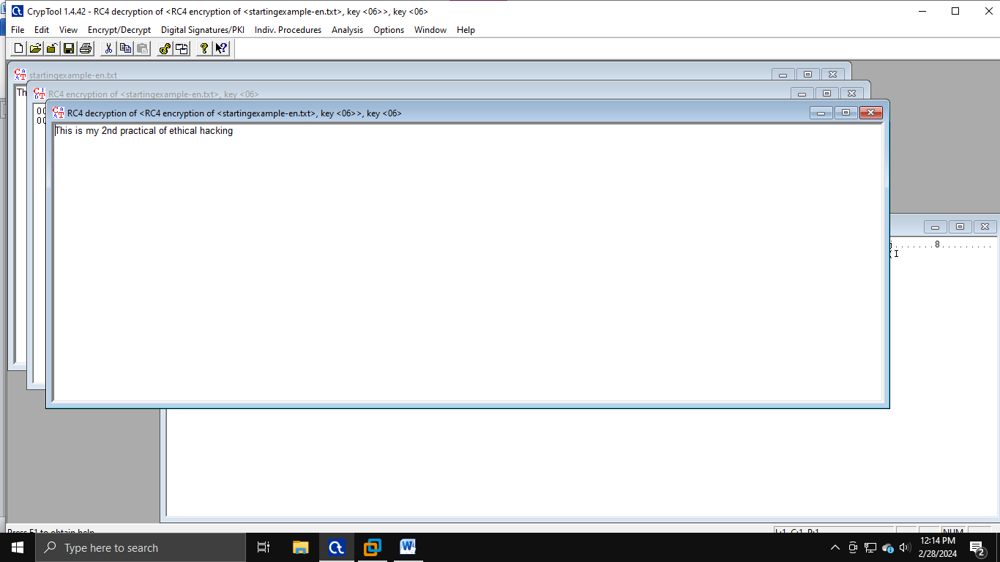 CrypTool 1.4.42 - RC4 decryption of <RC4 encryption of <startingexample-en.txt>, key <06>>, key <06>
File Edit View Encrypt/Decrypt Digital Signatures/PKI Indiv. Procedures Analysis Options Window Help
startingexample-en.txt
Th
RC4 encryption of <startingexample-en.txt>, key <06>
RC4 decryption of <RC4 encryption of <startingexample-en.txt>, key <06>>, key <06>
This is my 2nd practical of ethical hacking
j.......8.........
(I
Press F1 to obtain help
L:1 C:1 P:1 NUM
Type here to search
12:14 PM
2/28/2024
2